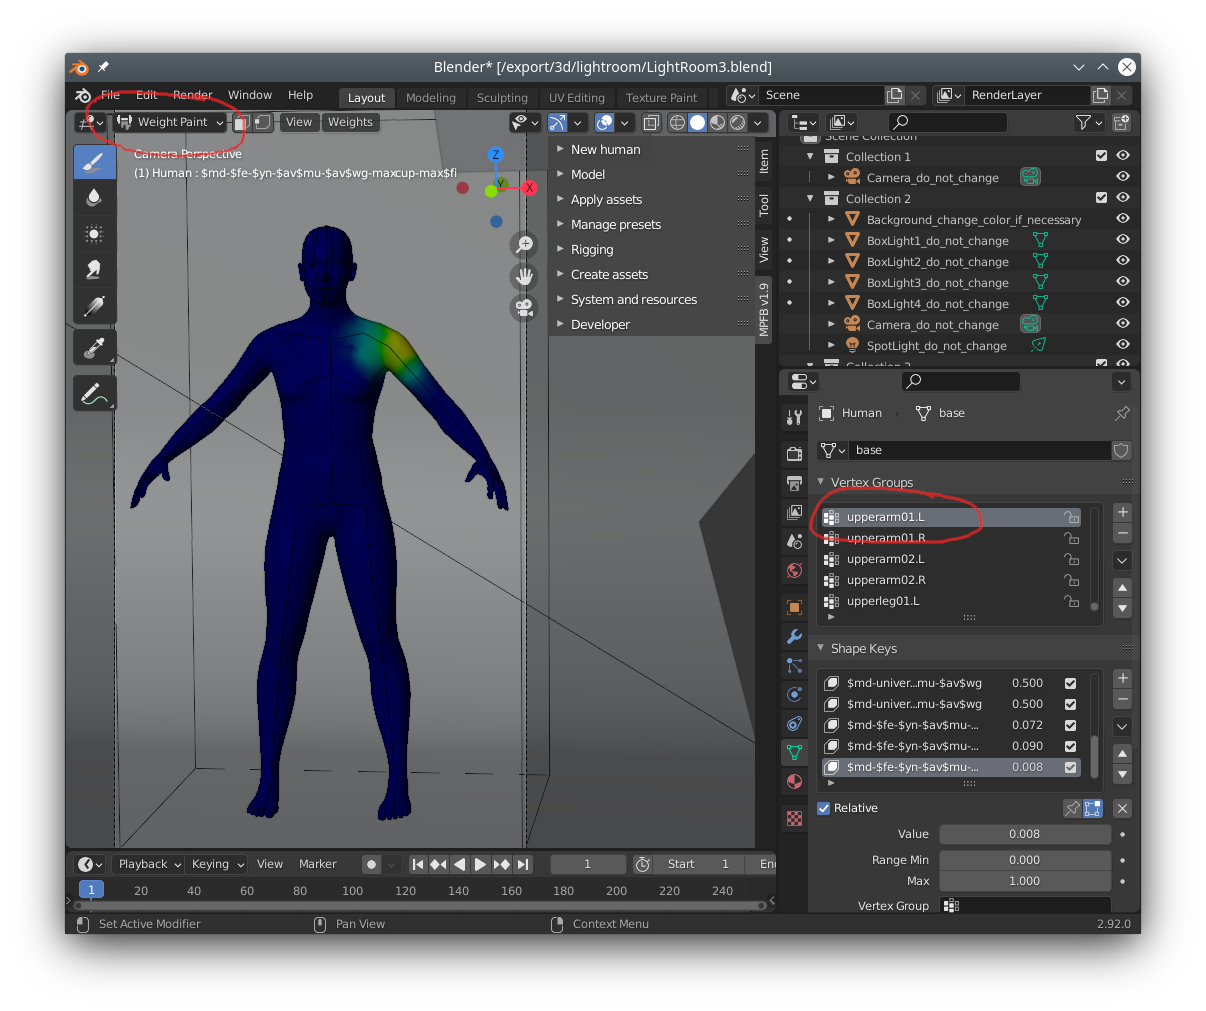 Blender* [/export/3d/lightroom/LightRoom3.blend]
File Edit Render Window Help Layout Modeling Sculpting UV Editing Texture Paint Scene RenderLayer
Weight Paint View Weights
Camera Perspective
(1) Human : $md-$fe-$yn-$av$mu-$av$wg-maxcup-max$fi
Z
Y
X
New human
Model
Apply assets
Manage presets
Rigging
Create assets
System and resources
Developer
Item
Tool
View
MPFB v1.9
Scene Collection
Collection 1
Camera_do_not_change
Collection 2
Background_change_color_if_necessary
BoxLight1_do_not_change
BoxLight2_do_not_change
BoxLight3_do_not_change
BoxLight4_do_not_change
Camera_do_not_change
SpotLight_do_not_change
Collection 3
Human base
base
Vertex Groups
upperarm01.L
upperarm01.R
upperarm02.L
upperarm02.R
upperleg01.L
Shape Keys
$md-univer...mu-$av$wg 0.500
$md-univer...mu-$av$wg 0.500
$md-$fe-$yn-$av$mu-... 0.072
$md-$fe-$yn-$av$mu-... 0.090
$md-$fe-$yn-$av$mu-... 0.008
Relative
Value 0.008
Range Min 0.000
Max 1.000
Vertex Group
Playback Keying View Marker 1 Start 1 En
1 20 40 60 80 100 120 140 160 180 200 220 240
Set Active Modifier Pan View Context Menu 2.92.0